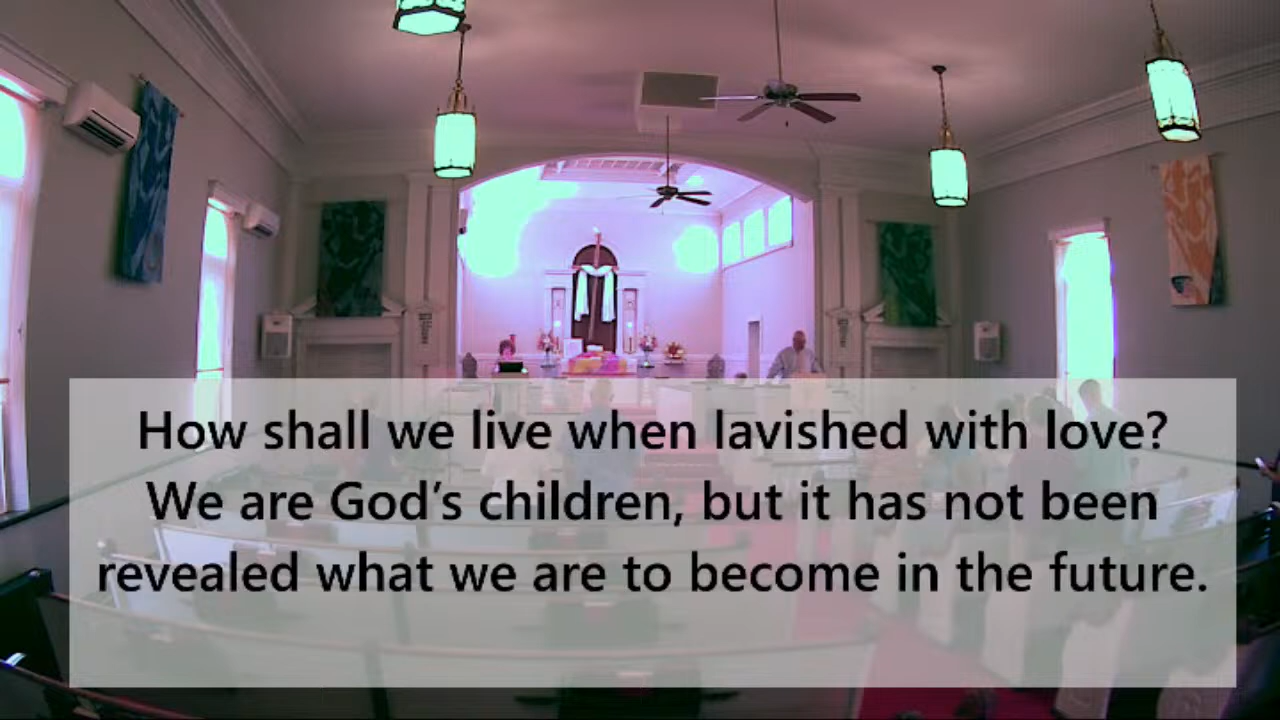 How shall we live when lavished with love?
We are God's children, but it has not been
revealed what we are to become in the future.